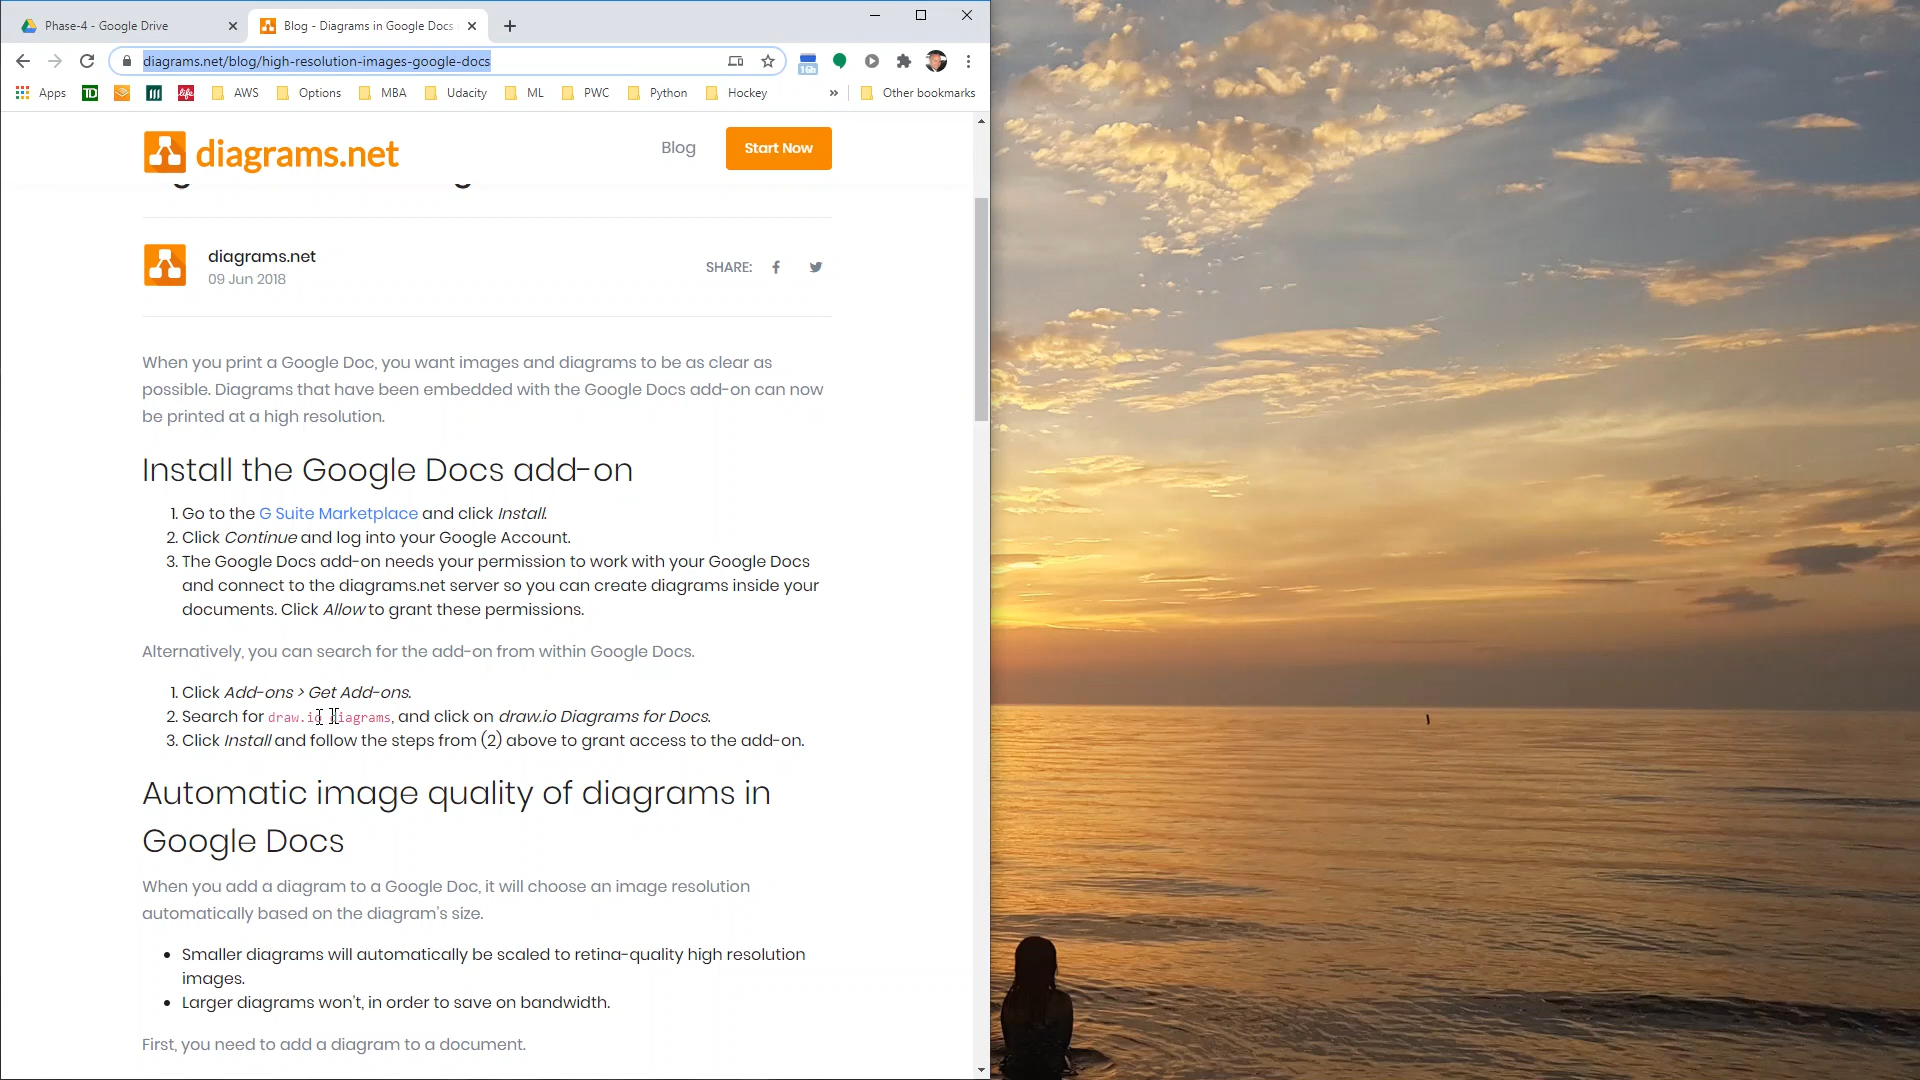 Phase-4 - Google Drive
Blog - Diagrams in Google Docs
diagrams.net/blog/high-resolution-images-google-docs
16h
Apps
TD
life
AWS
Options
MBA
Udacity
ML
PWC
Python
Hockey
»
Other bookmarks
diagrams.net
Blog
Start Now
diagrams.net
09 Jun 2018
SHARE:
When you print a Google Doc, you want images and diagrams to be as clear as
possible. Diagrams that have been embedded with the Google Docs add-on can now
be printed at a high resolution.
Install the Google Docs add-on
1. Go to the G Suite Marketplace and click Install.
2. Click Continue and log into your Google Account.
3. The Google Docs add-on needs your permission to work with your Google Docs
and connect to the diagrams.net server so you can create diagrams inside your
documents. Click Allow to grant these permissions.
Alternatively, you can search for the add-on from within Google Docs.
1. Click Add-ons > Get Add-ons.
2. Search for draw.io diagrams, and click on draw.io Diagrams for Docs.
3. Click Install and follow the steps from (2) above to grant access to the add-on.
Automatic image quality of diagrams in
Google Docs
When you add a diagram to a Google Doc, it will choose an image resolution
automatically based on the diagram's size.
Smaller diagrams will automatically be scaled to retina-quality high resolution
images.
Larger diagrams won't, in order to save on bandwidth.
First, you need to add a diagram to a document.